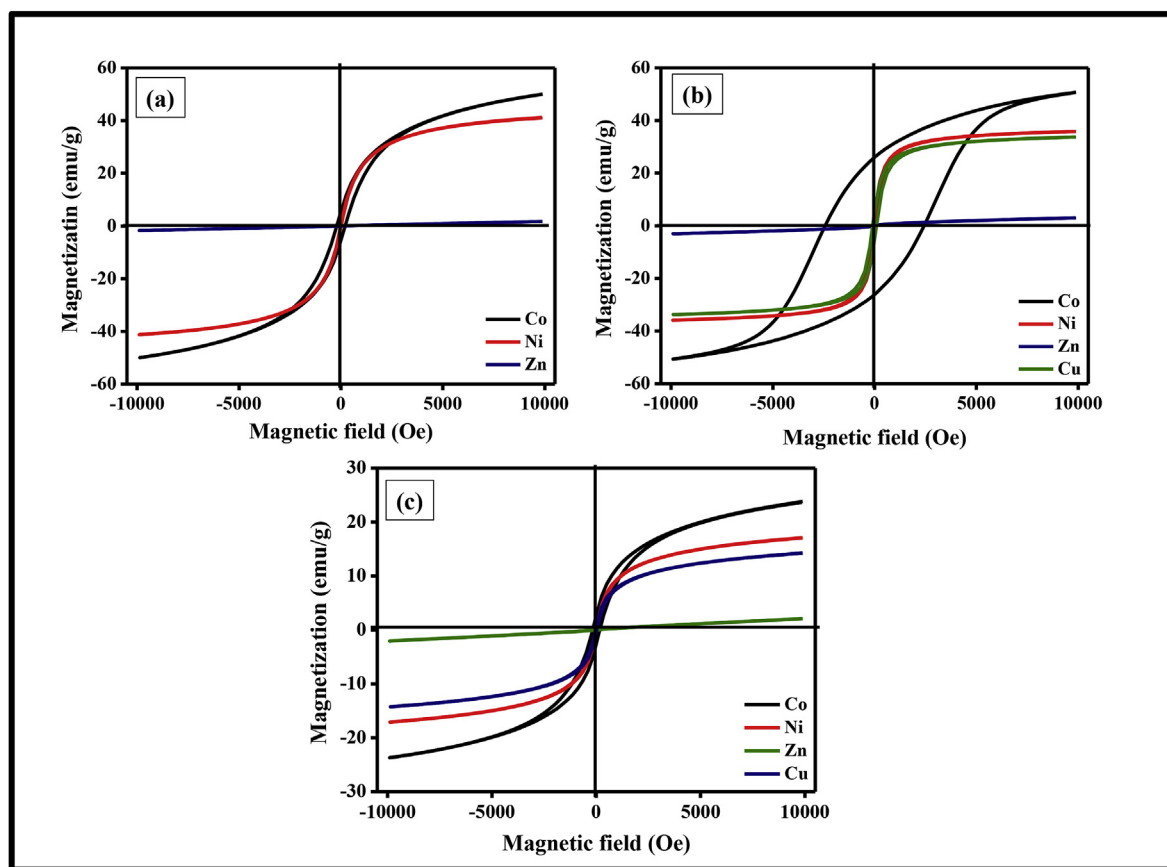 (a)
60
40
20
0
-20
-40
-60
Magnetizatin (emu/g)
Co
Ni
Zn
-10000 -5000 0 5000 10000
Magnetic field (Oe)
(b)
60
40
20
0
-20
-40
-60
Magnetization (emu/g)
Co
Ni
Zn
Cu
-10000 -5000 0 5000 10000
Magnetic field (Oe)
(c)
30
20
10
0
-10
-20
-30
Magnetization (emu/g)
Co
Ni
Zn
Cu
-10000 -5000 0 5000 10000
Magnetic field (Oe)